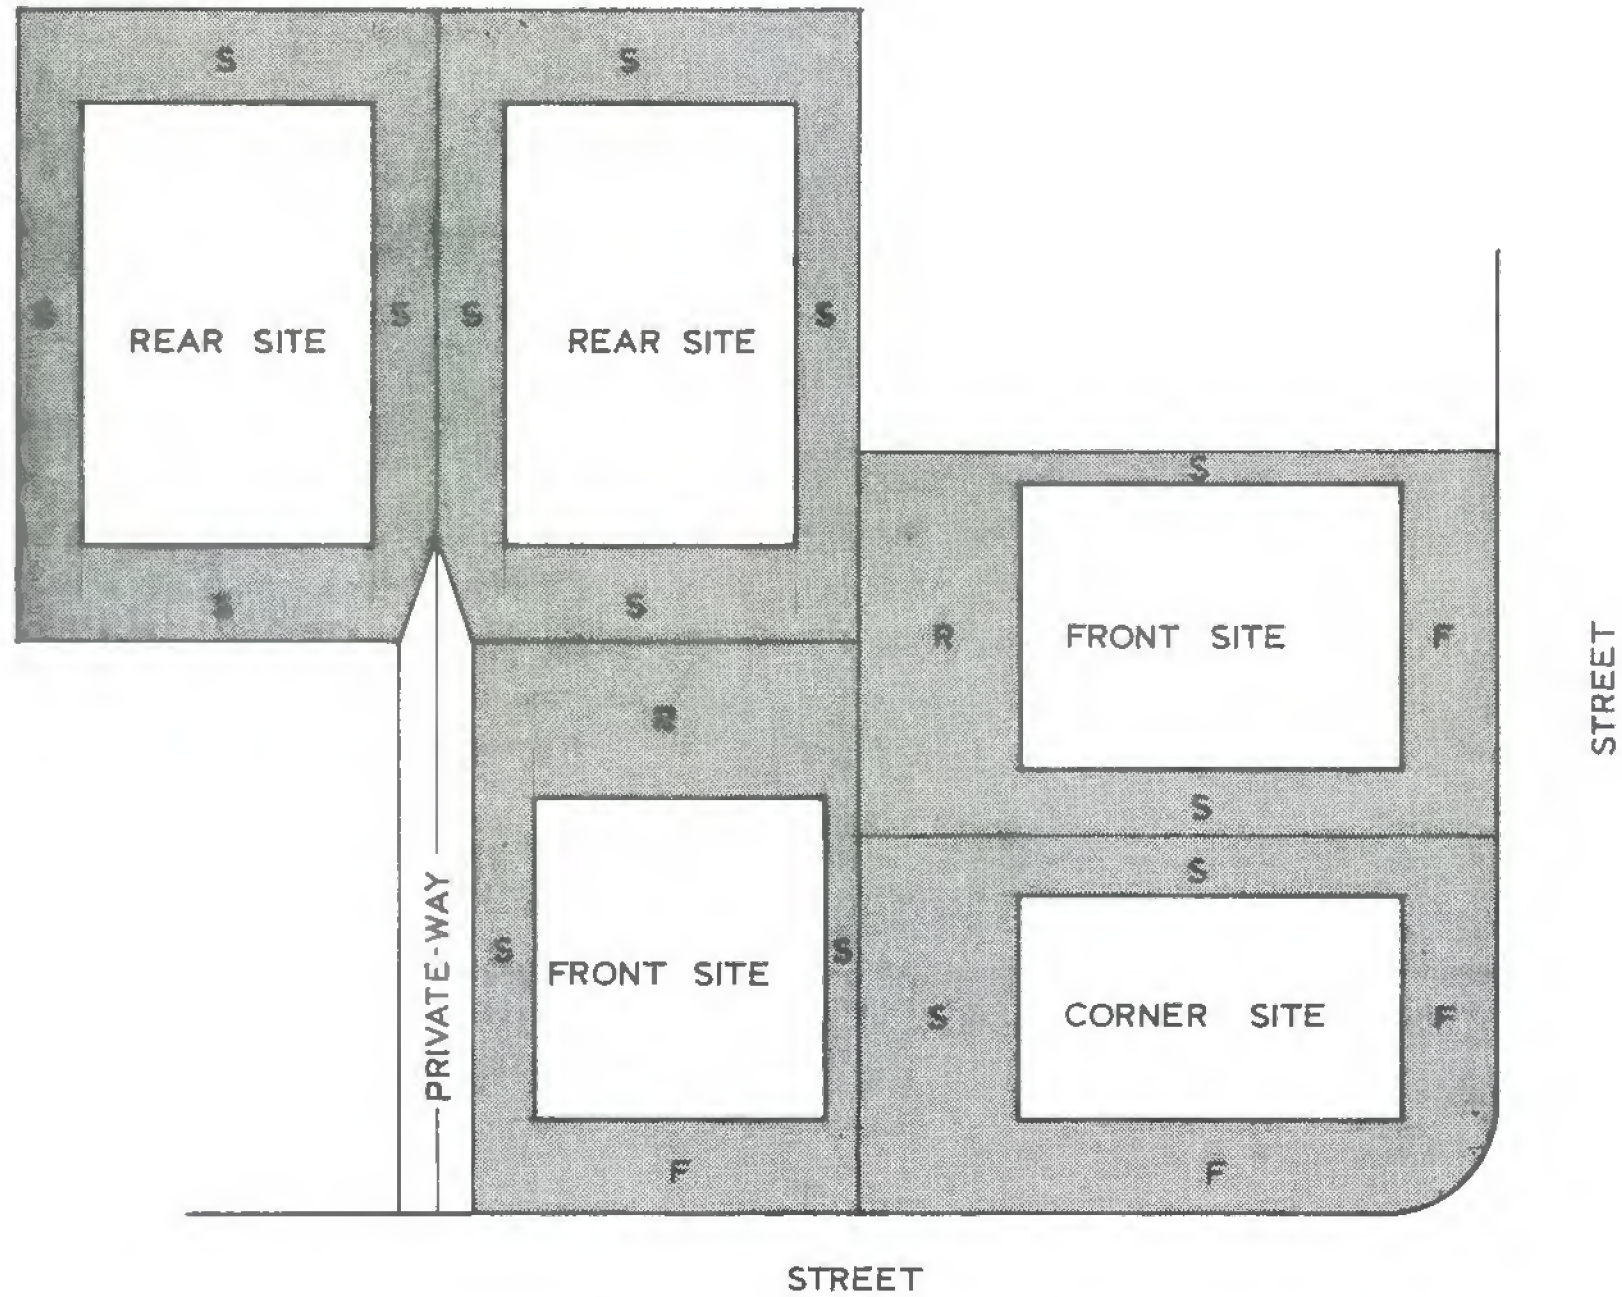 S S
S S S S
REAR SITE REAR SITE
S
S S
R FRONT SITE F
STREET
R
S
S
PRIVATE-WAY
S S
FRONT SITE
S CORNER SITE F
F F
STREET